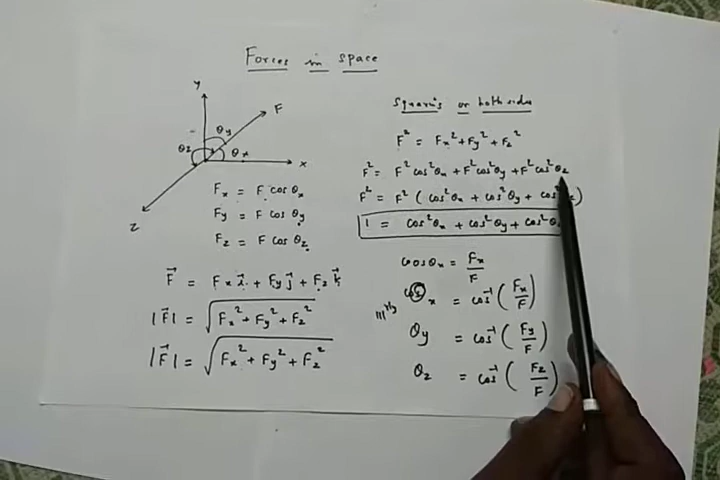 Forces in space
y
F
θy
θz
θx
x
z
Fx = F cos θx
Fy = F cos θy
Fz = F cos θz
F⃗ = Fx i⃗ + Fy j⃗ + Fz k⃗
|F⃗| = √(Fx² + Fy² + Fz²)
|F⃗| = √(Fx² + Fy² + Fz²)
Squaring on both sides
F² = Fx² + Fy² + Fz²
F² = F² cos²θx + F² cos²θy + F² cos²θz
F² = F² ( cos²θx + cos²θy + cos )
1 = cos²θx + cos²θy + cos²θ
cos θx = Fx/F
x = cos⁻¹ (Fx/F)
|||ly
θy = cos⁻¹ (Fy/F)
θz = cos⁻¹ (Fz/F)